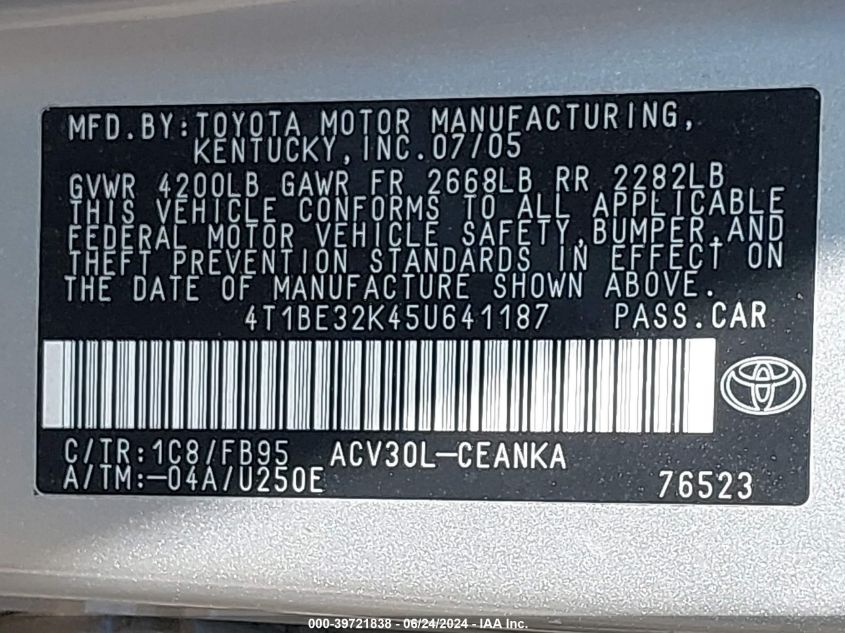 MFD.BY:TOYOTA MOTOR MANUFACTURING,
KENTUCKY, INC.07/05
GVWR 4200LB GAWR FR 2668LB RR 2282LB
THIS VEHICLE CONFORMS TO ALL APPLICABLE
FEDERAL MOTOR VEHICLE SAFETY,BUMPER,AND
THEFT PREVENTION STANDARDS IN EFFECT ON
THE DATE OF MANUFACTURE SHOWN ABOVE.
4T1BE32K45U641187 PASS.CAR
C/TR:1C8/FB95 ACV30L-CEANKA
A/TM:-04A/U250E 76523
000-39721838 - 06/24/2024 - IAA Inc.